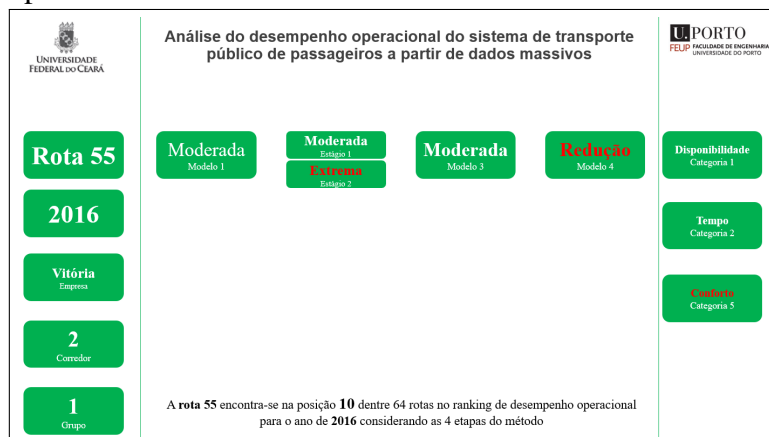 UNIVERSIDADE
FEDERAL DO CEARÁ
Análise do desempenho operacional do sistema de transporte
público de passageiros a partir de dados massivos
U. PORTO
FEUP FACULDADE DE ENGENHARIA
UNIVERSIDADE DO PORTO
Rota 55
2016
Vitória
Empresa
2
Corredor
1
Grupo
Moderada
Modelo 1
Moderada
Estágio 1
Extrema
Estágio 2
Moderada
Modelo 3
Redução
Modelo 4
Disponibilidade
Categoria 1
Tempo
Categoria 2
Conforto
Categoria 5
A rota 55 encontra-se na posição 10 dentre 64 rotas no ranking de desempenho operacional
para o ano de 2016 considerando as 4 etapas do método